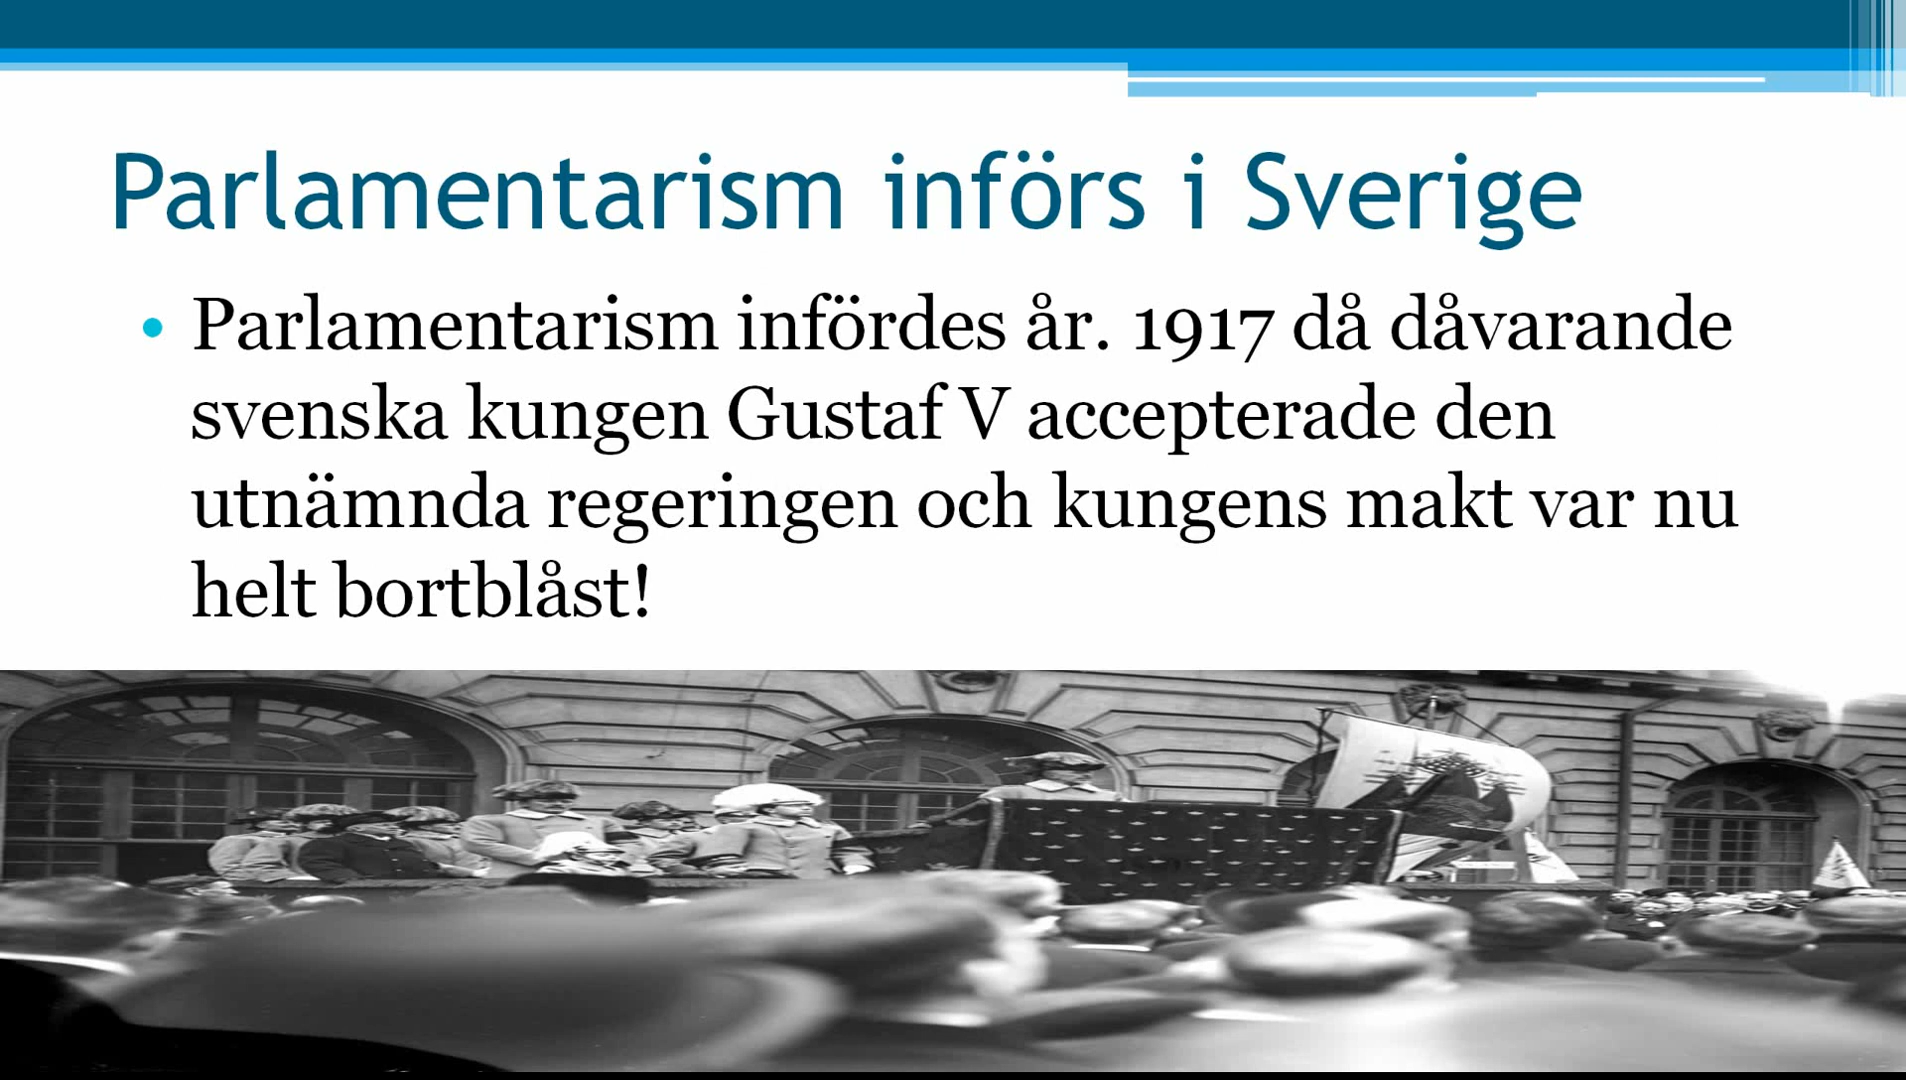 Parlamentarism införs i Sverige
• Parlamentarism infördes år. 1917 då dåvarande
svenska kungen Gustaf V accepterade den
utnämnda regeringen och kungens makt var nu
helt bortblåst!